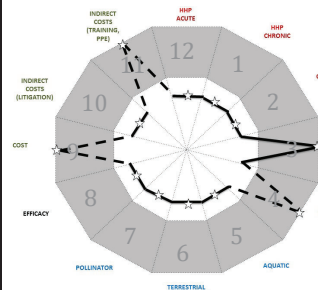 INDIRECT
COSTS
(TRAINING,
PPE)
HHP
ACUTE
HHP
CHRONIC
12
11
1
INDIRECT
COSTS
(LITIGATION)
10
2
COST
9
3
8
4
EFFICACY
7
5
6
POLLINATOR
AQUATIC
TERRESTRIAL